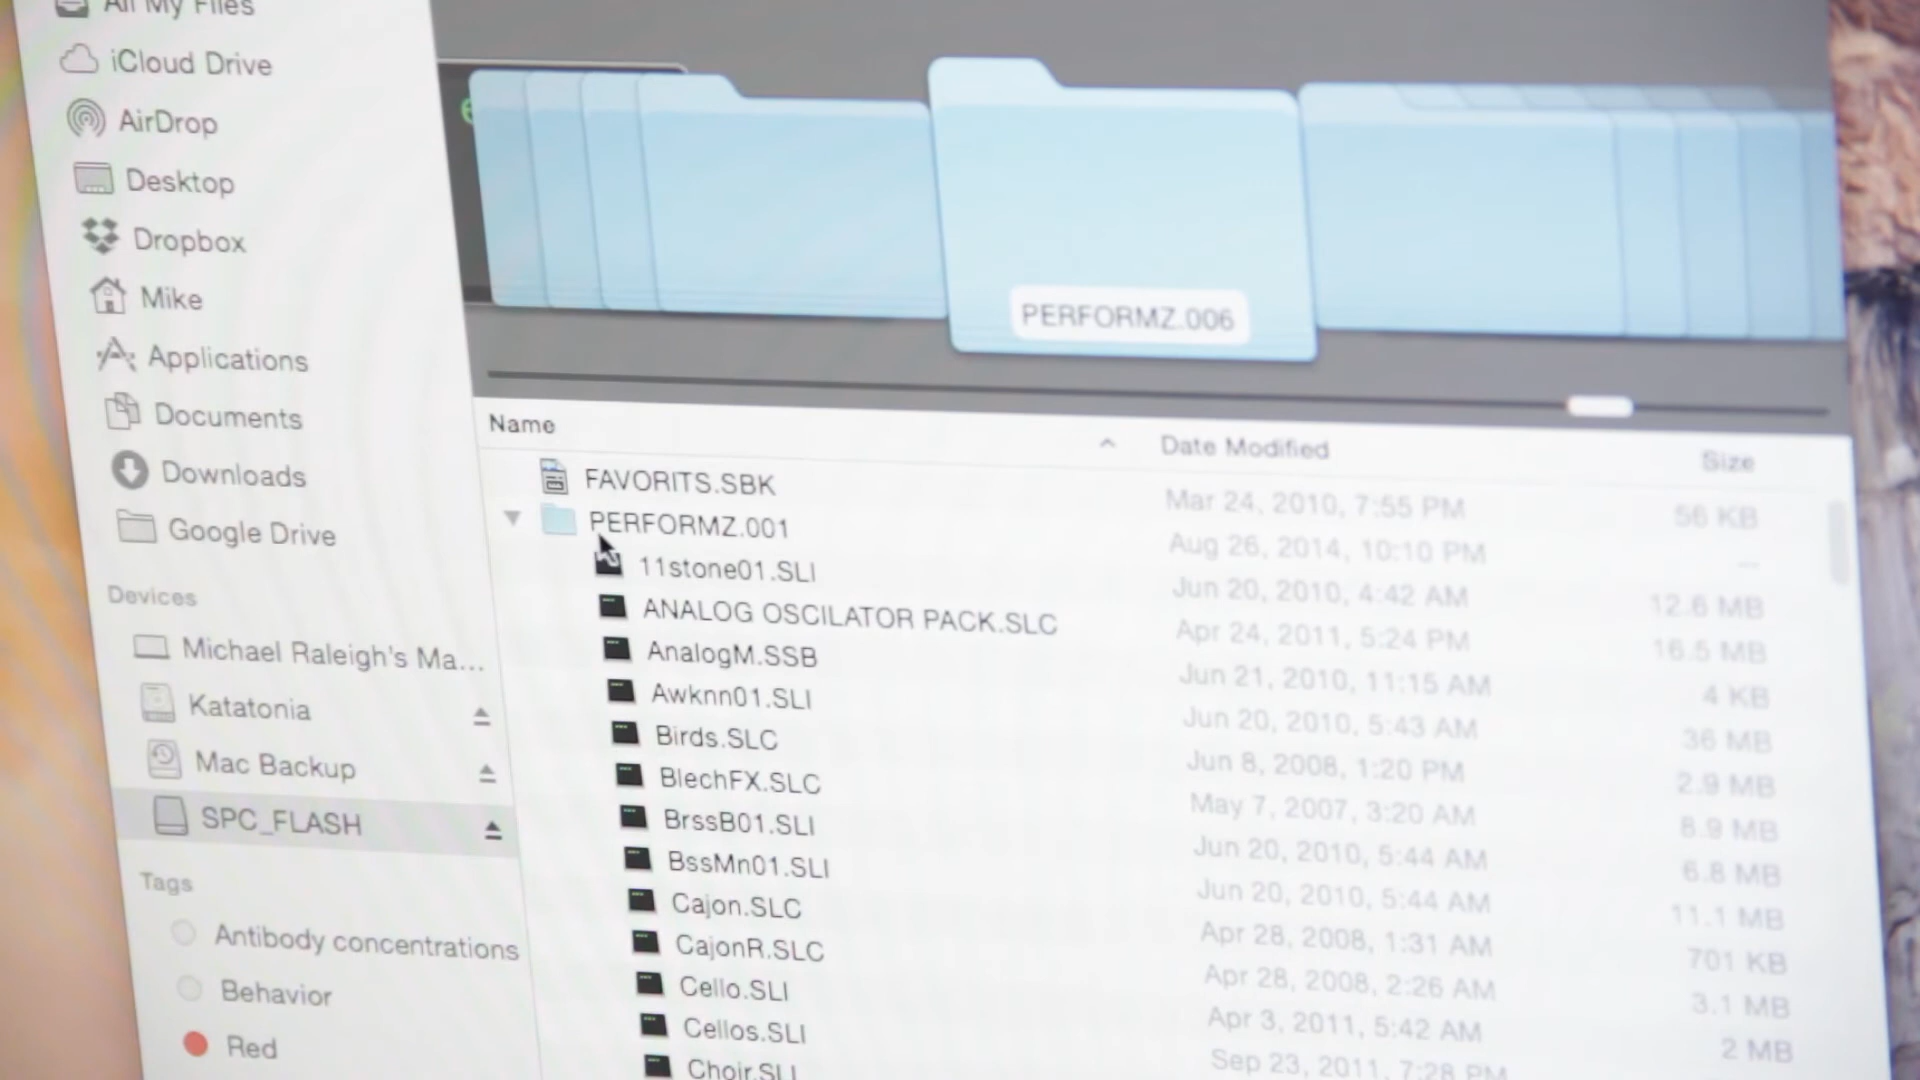 All My Files
iCloud Drive
AirDrop
Desktop
Dropbox
Mike
Applications
Documents
Downloads
Google Drive
Devices
Michael Raleigh's Ma...
Katatonia
Mac Backup
SPC_FLASH
Tags
Antibody concentrations
Behavior
Red
PERFORMZ.006
Name Date Modified Size
FAVORITS.SBK Mar 24, 2010, 7:55 PM 56 KB
PERFORMZ.001 Aug 26, 2014, 10:10 PM --
11stone01.SLI Jun 20, 2010, 4:42 AM 12.6 MB
ANALOG OSCILATOR PACK.SLC Apr 24, 2011, 5:24 PM 16.5 MB
AnalogM.SSB Jun 21, 2010, 11:15 AM 4 KB
Awknn01.SLI Jun 20, 2010, 5:43 AM 36 MB
Birds.SLC Jun 8, 2008, 1:20 PM 2.9 MB
BlechFX.SLC May 7, 2007, 3:20 AM 8.9 MB
BrssB01.SLI Jun 20, 2010, 5:44 AM 6.8 MB
BssMn01.SLI Jun 20, 2010, 5:44 AM 11.1 MB
Cajon.SLC Apr 28, 2008, 1:31 AM 701 KB
CajonR.SLC Apr 28, 2008, 2:26 AM 3.1 MB
Cello.SLI Apr 3, 2011, 5:42 AM 2 MB
Cellos.SLI Sep 23, 2011, 7:28 PM
Choir.SLI